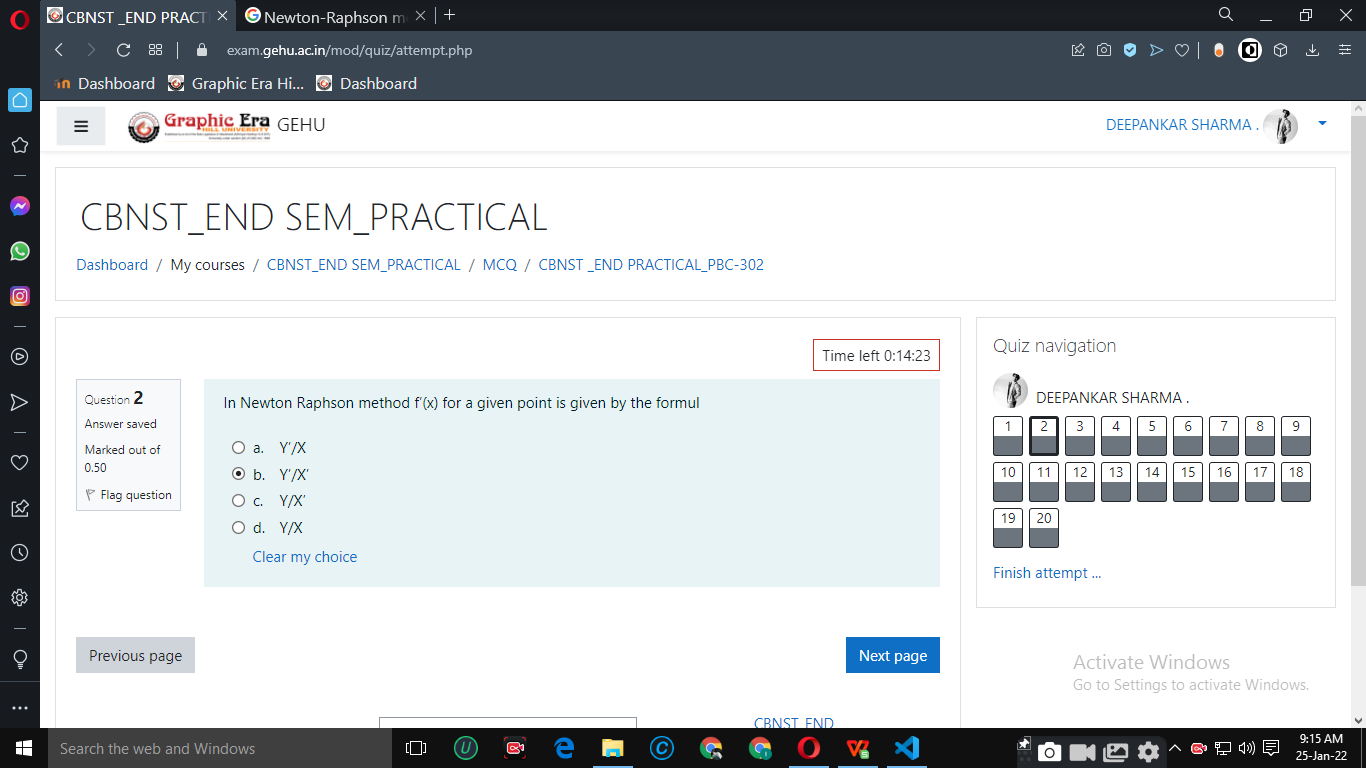 CBNST _END PRACT
Newton-Raphson m
exam.gehu.ac.in/mod/quiz/attempt.php
Dashboard
Graphic Era Hi...
Dashboard
Graphic Era
HILL UNIVERSITY
GEHU
DEEPANKAR SHARMA .
CBNST_END SEM_PRACTICAL
Dashboard / My courses / CBNST_END SEM_PRACTICAL / MCQ / CBNST _END PRACTICAL_PBC-302
Time left 0:14:23
Question 2
Answer saved
Marked out of
0.50
Flag question
In Newton Raphson method f′(x) for a given point is given by the formul
a. Y′/X
b. Y′/X′
c. Y/X′
d. Y/X
Clear my choice
Previous page
Next page
CBNST_END
Quiz navigation
DEEPANKAR SHARMA .
1 2 3 4 5 6 7 8 9
10 11 12 13 14 15 16 17 18
19 20
Finish attempt ...
Activate Windows
Go to Settings to activate Windows.
Search the web and Windows
9:15 AM
25-Jan-22